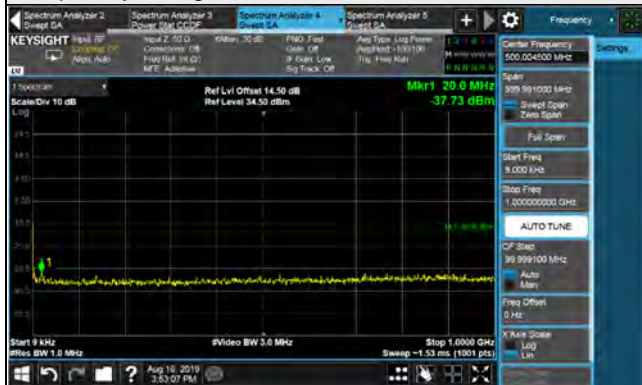 Spectrum Analyzer 2
Swept SA
Spectrum Analyzer 3
Power Stat CCDF
Spectrum Analyzer 4
Swept SA
Spectrum Analyzer 5
Swept SA
Frequency
KEYSIGHT
Input: RF
Coupling: DC
Align: Auto
Input Z: 50 Ω
Corrections: Off
Freq Ref: Int (S)
NFE: Adaptive
#Atten: 30 dB
PNO: Fast
Gate: Off
IF Gain: Low
Sig Track: Off
Avg Type: Log-Power
Avg|Hold:>100/100
Trig: Free Run
1 Spectrum
Scale/Div 10 dB
Log
Ref Lvl Offset 14.50 dB
Ref Level 34.50 dBm
Mkr1 20.0 MHz
-37.73 dBm
24.5
14.5
Start 9 kHz
#Res BW 1.0 MHz
#Video BW 3.0 MHz
Stop 1.0000 GHz
Sweep ~1.53 ms (1001 pts)
1
Center Frequency
500.004500 MHz
Settings
Span
999.991000 MHz
Swept Span
Zero Span
Full Span
Start Freq
9.000 kHz
Stop Freq
1.000000000 GHz
AUTO TUNE
CF Step
99.999100 MHz
Auto
Man
Freq Offset
0 Hz
X Axis Scale
Log
Lin
Aug 16, 2019
3:53:07 PM